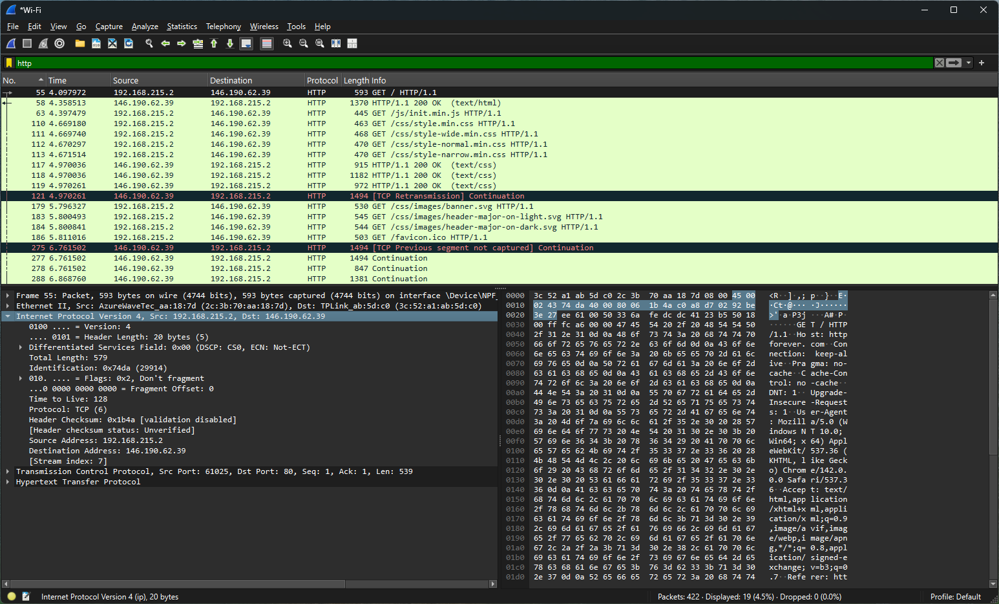 *Wi-Fi
File Edit View Go Capture Analyze Statistics Telephony Wireless Tools Help
http
No. Time Source Destination Protocol Length Info
55 4.097972 192.168.215.2 146.190.62.39 HTTP 593 GET / HTTP/1.1
58 4.358513 146.190.62.39 192.168.215.2 HTTP 1370 HTTP/1.1 200 OK (text/html)
63 4.397479 192.168.215.2 146.190.62.39 HTTP 445 GET /js/init.min.js HTTP/1.1
110 4.669180 192.168.215.2 146.190.62.39 HTTP 463 GET /css/style.min.css HTTP/1.1
111 4.669740 192.168.215.2 146.190.62.39 HTTP 468 GET /css/style-wide.min.css HTTP/1.1
112 4.670297 192.168.215.2 146.190.62.39 HTTP 470 GET /css/style-normal.min.css HTTP/1.1
113 4.671514 192.168.215.2 146.190.62.39 HTTP 470 GET /css/style-narrow.min.css HTTP/1.1
117 4.970036 146.190.62.39 192.168.215.2 HTTP 915 HTTP/1.1 200 OK (text/css)
118 4.970036 146.190.62.39 192.168.215.2 HTTP 1182 HTTP/1.1 200 OK (text/css)
119 4.970261 146.190.62.39 192.168.215.2 HTTP 972 HTTP/1.1 200 OK (text/css)
121 4.970261 146.190.62.39 192.168.215.2 HTTP 1494 [TCP Retransmission] Continuation
179 5.796327 192.168.215.2 146.190.62.39 HTTP 530 GET /css/images/banner.svg HTTP/1.1
183 5.800493 192.168.215.2 146.190.62.39 HTTP 545 GET /css/images/header-major-on-light.svg HTTP/1.1
184 5.800841 192.168.215.2 146.190.62.39 HTTP 544 GET /css/images/header-major-on-dark.svg HTTP/1.1
186 5.811016 192.168.215.2 146.190.62.39 HTTP 503 GET /favicon.ico HTTP/1.1
275 6.761502 146.190.62.39 192.168.215.2 HTTP 1494 [TCP Previous segment not captured] Continuation
277 6.761502 146.190.62.39 192.168.215.2 HTTP 1494 Continuation
278 6.761502 146.190.62.39 192.168.215.2 HTTP 847 Continuation
288 6.868760 146.190.62.39 192.168.215.2 HTTP 1381 Continuation
Frame 55: Packet, 593 bytes on wire (4744 bits), 593 bytes captured (4744 bits) on interface \Device\NPF_
Ethernet II, Src: AzureWaveTec_aa:18:7d (2c:3b:70:aa:18:7d), Dst: TPLink_ab:5d:c0 (3c:52:a1:ab:5d:c0)
Internet Protocol Version 4, Src: 192.168.215.2, Dst: 146.190.62.39
0100 .... = Version: 4
.... 0101 = Header Length: 20 bytes (5)
Differentiated Services Field: 0x00 (DSCP: CS0, ECN: Not-ECT)
Total Length: 579
Identification: 0x74da (29914)
010. .... = Flags: 0x2, Don't fragment
...0 0000 0000 0000 = Fragment Offset: 0
Time to Live: 128
Protocol: TCP (6)
Header Checksum: 0x1b4a [validation disabled]
[Header checksum status: Unverified]
Source Address: 192.168.215.2
Destination Address: 146.190.62.39
[Stream index: 7]
Transmission Control Protocol, Src Port: 61025, Dst Port: 80, Seq: 1, Ack: 1, Len: 539
Hypertext Transfer Protocol
0000 3c 52 a1 ab 5d c0 2c 3b 70 aa 18 7d 08 00 45 00 <R··].,; p··}··E·
0010 02 43 74 da 40 00 80 06 1b 4a c0 a8 d7 02 92 be ·Ct·@··· ·J······
0020 3e 27 ee 61 00 50 33 6a fe dc dc 41 23 b5 50 18 >'·a·P3j ···A#·P·
0030 00 ff fc a6 00 00 47 45 54 20 2f 20 48 54 54 50 ······GE T / HTTP
0040 2f 31 2e 31 0d 0a 48 6f 73 74 3a 20 68 74 74 70 /1.1··Ho st: http
0050 66 6f 72 65 76 65 72 2e 63 6f 6d 0d 0a 43 6f 6e forever. com··Con
0060 6e 65 63 74 69 6f 6e 3a 20 6b 65 65 70 2d 61 6c nection: keep-al
0070 69 76 65 0d 0a 50 72 61 67 6d 61 3a 20 6e 6f 2d ive··Pra gma: no-
0080 63 61 63 68 65 0d 0a 43 61 63 68 65 2d 43 6f 6e cache··C ache-Con
0090 74 72 6f 6c 3a 20 6e 6f 2d 63 61 63 68 65 0d 0a trol: no -cache··
00a0 44 4e 54 3a 20 31 0d 0a 55 70 67 72 61 64 65 2d DNT: 1·· Upgrade-
00b0 49 6e 73 65 63 75 72 65 2d 52 65 71 75 65 73 74 Insecure -Request
00c0 73 3a 20 31 0d 0a 55 73 65 72 2d 41 67 65 6e 74 s: 1··Us er-Agent
00d0 3a 20 4d 6f 7a 69 6c 6c 61 2f 35 2e 30 20 28 57 : Mozill a/5.0 (W
00e0 69 6e 64 6f 77 73 20 4e 54 20 31 30 2e 30 3b 20 indows N T 10.0;
00f0 57 69 6e 36 34 3b 20 78 36 34 29 20 41 70 70 6c Win64; x 64) Appl
0100 65 57 65 62 4b 69 74 2f 35 33 37 2e 33 36 20 28 eWebKit/ 537.36 (
0110 4b 48 54 4d 4c 2c 20 6c 69 6b 65 20 47 65 63 6b KHTML, l ike Geck
0120 6f 29 20 43 68 72 6f 6d 65 2f 31 34 32 2e 30 2e o) Chrom e/142.0.
0130 30 2e 30 20 53 61 66 61 72 69 2f 35 33 37 2e 33 0.0 Safa ri/537.3
0140 36 0d 0a 41 63 63 65 70 74 3a 20 74 65 78 74 2f 6··Accep t: text/
0150 68 74 6d 6c 2c 61 70 70 6c 69 63 61 74 69 6f 6e html,app lication
0160 2f 78 68 74 6d 6c 2b 78 6d 6c 2c 61 70 70 6c 69 /xhtml+x ml,appli
0170 63 61 74 69 6f 6e 2f 78 6d 6c 3b 71 3d 30 2e 39 cation/x ml;q=0.9
0180 2c 69 6d 61 67 65 2f 61 76 69 66 2c 69 6d 61 67 ,image/a vif,imag
0190 65 2f 77 65 62 70 2c 69 6d 61 67 65 2f 61 70 6e e/webp,i mage/apn
01a0 67 2c 2a 2f 2a 3b 71 3d 30 2e 38 2c 61 70 70 6c g,*/*;q= 0.8,appl
01b0 69 63 61 74 69 6f 6e 2f 73 69 67 6e 65 64 2d 65 ication/ signed-e
01c0 78 63 68 61 6e 67 65 3b 76 3d 62 33 3b 71 3d 30 xchange; v=b3;q=0
01d0 2e 37 0d 0a 52 65 66 65 72 65 72 3a 20 68 74 74 .7··Refe rer: htt
Internet Protocol Version 4 (ip), 20 bytes
Packets: 422 · Displayed: 19 (4.5%) · Dropped: 0 (0.0%)
Profile: Default